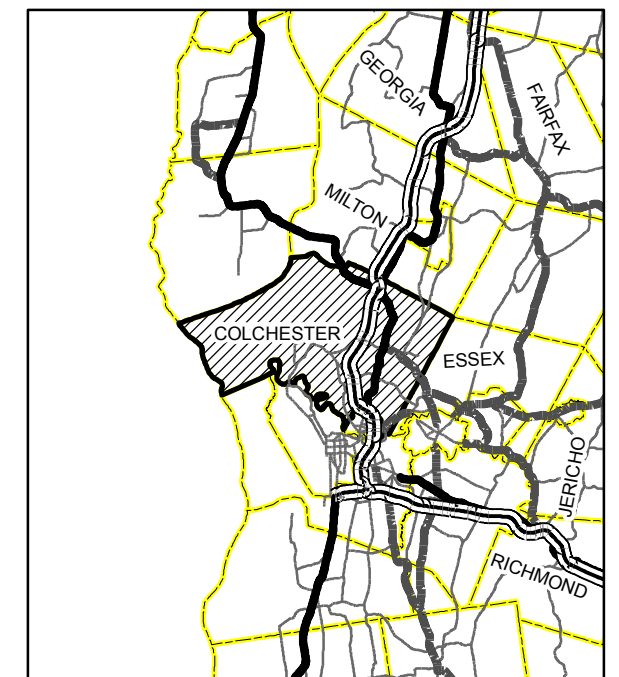 GEORGIA
FAIRFAX
MILTON
COLCHESTER
ESSEX
JERICHO
RICHMOND